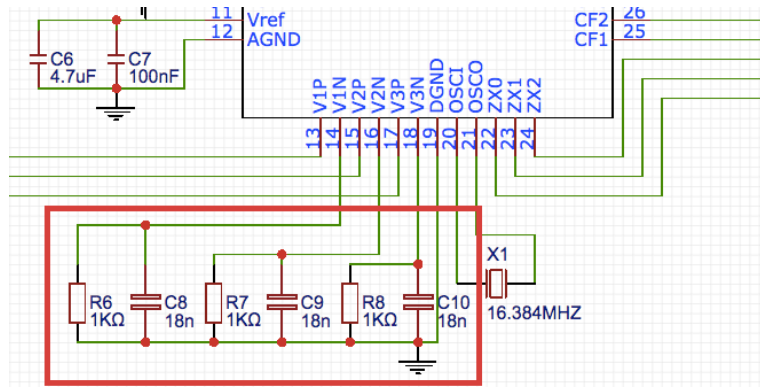 11 Vref
12 AGND
CF2 26
CF1 25
C6
4.7uF
C7
100nF
V1P
V1N
V2P
V2N
V3P
V3N
DGND
OSCI
OSCO
ZX0
ZX1
ZX2
13
14
15
16
17
18
19
20
21
22
23
24
X1
16.384MHZ
R6
1KΩ
C8
18n
R7
1KΩ
C9
18n
R8
1KΩ
C10
18n